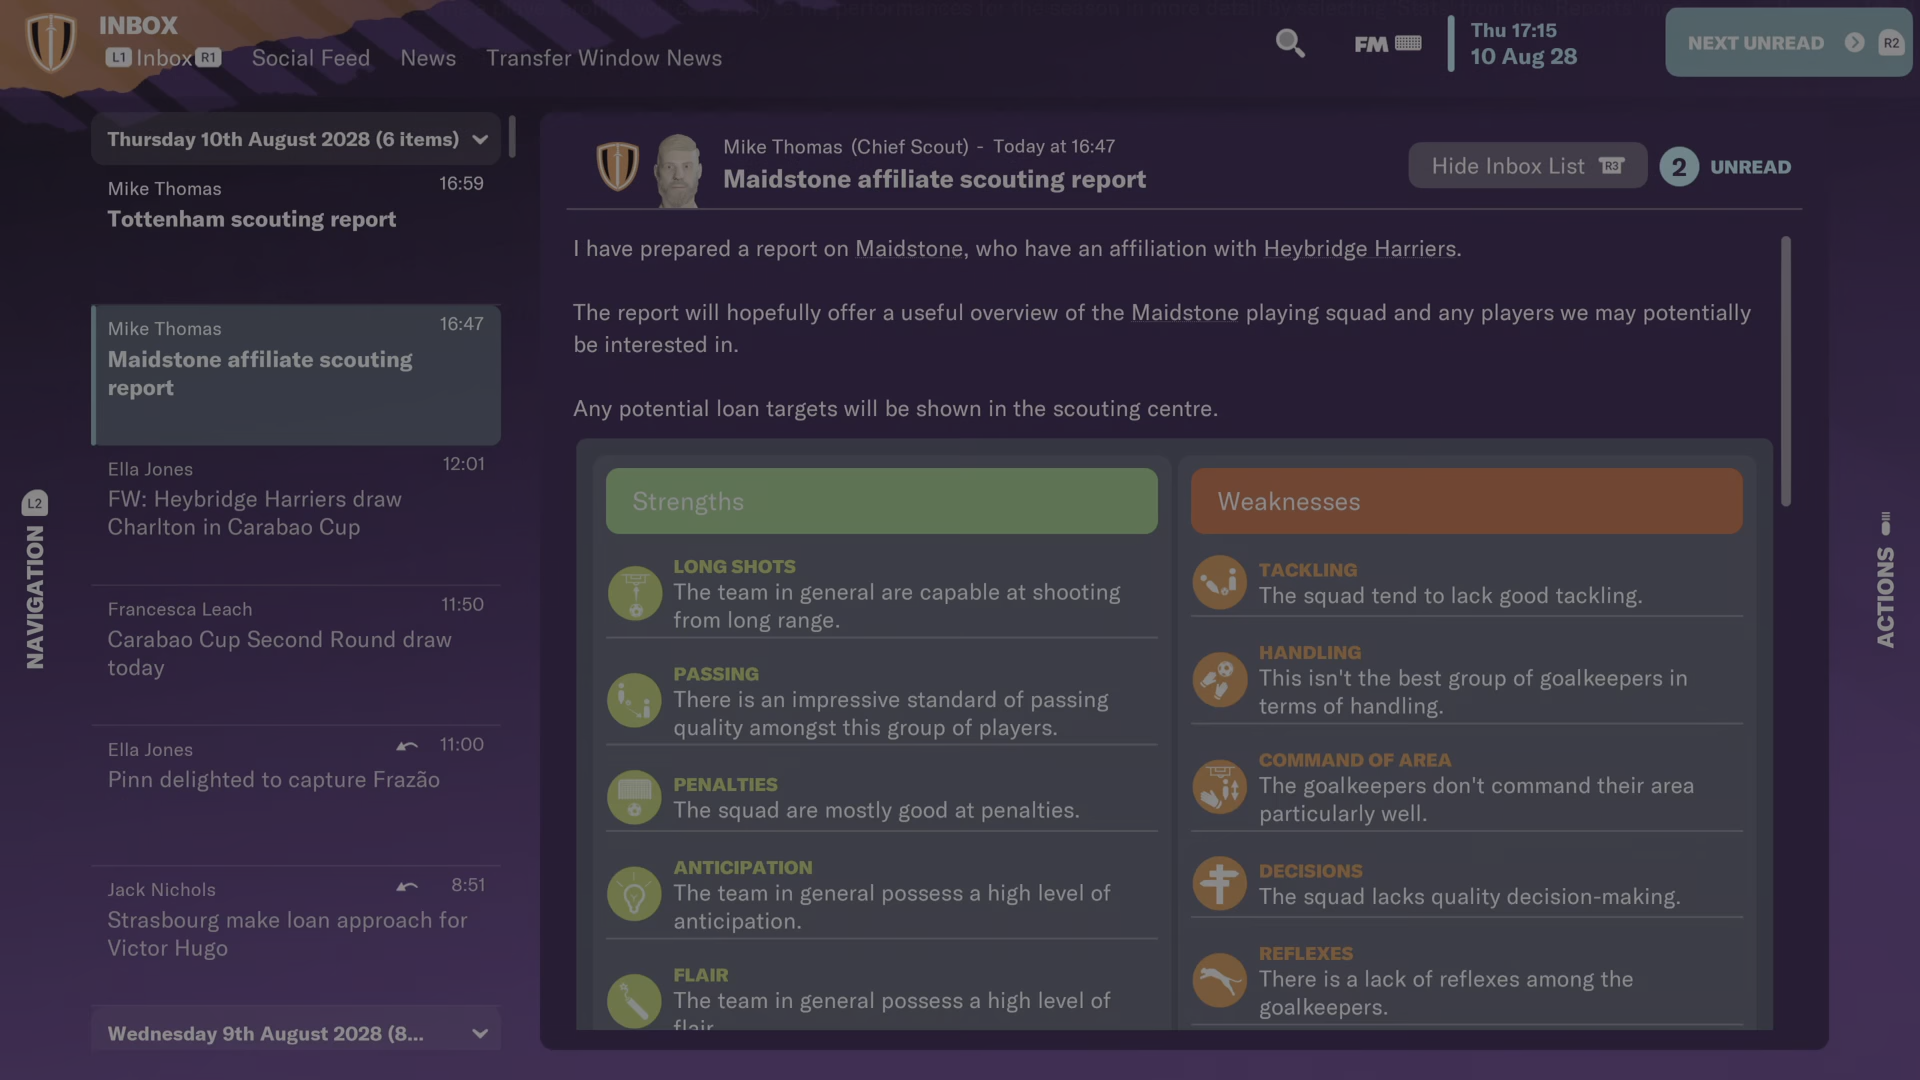 INBOX
L1 Inbox R1 Social Feed News Transfer Window News
FM
Thu 17:15
10 Aug 28
NEXT UNREAD R2
Thursday 10th August 2028 (6 items)
Mike Thomas 16:59
Tottenham scouting report
Mike Thomas 16:47
Maidstone affiliate scouting
report
Ella Jones 12:01
FW: Heybridge Harriers draw
Charlton in Carabao Cup
Francesca Leach 11:50
Carabao Cup Second Round draw
today
Ella Jones 11:00
Pinn delighted to capture Frazão
Jack Nichols 8:51
Strasbourg make loan approach for
Victor Hugo
Wednesday 9th August 2028 (8...
L2
NAVIGATION
Mike Thomas (Chief Scout) - Today at 16:47
Maidstone affiliate scouting report
Hide Inbox List R3
2 UNREAD
I have prepared a report on Maidstone, who have an affiliation with Heybridge Harriers.
The report will hopefully offer a useful overview of the Maidstone playing squad and any players we may potentially
be interested in.
Any potential loan targets will be shown in the scouting centre.
Strengths
LONG SHOTS
The team in general are capable at shooting
from long range.
PASSING
There is an impressive standard of passing
quality amongst this group of players.
PENALTIES
The squad are mostly good at penalties.
ANTICIPATION
The team in general possess a high level of
anticipation.
FLAIR
The team in general possess a high level of
flair.
Weaknesses
TACKLING
The squad tend to lack good tackling.
HANDLING
This isn't the best group of goalkeepers in
terms of handling.
COMMAND OF AREA
The goalkeepers don't command their area
particularly well.
DECISIONS
The squad lacks quality decision-making.
REFLEXES
There is a lack of reflexes among the
goalkeepers.
ACTIONS